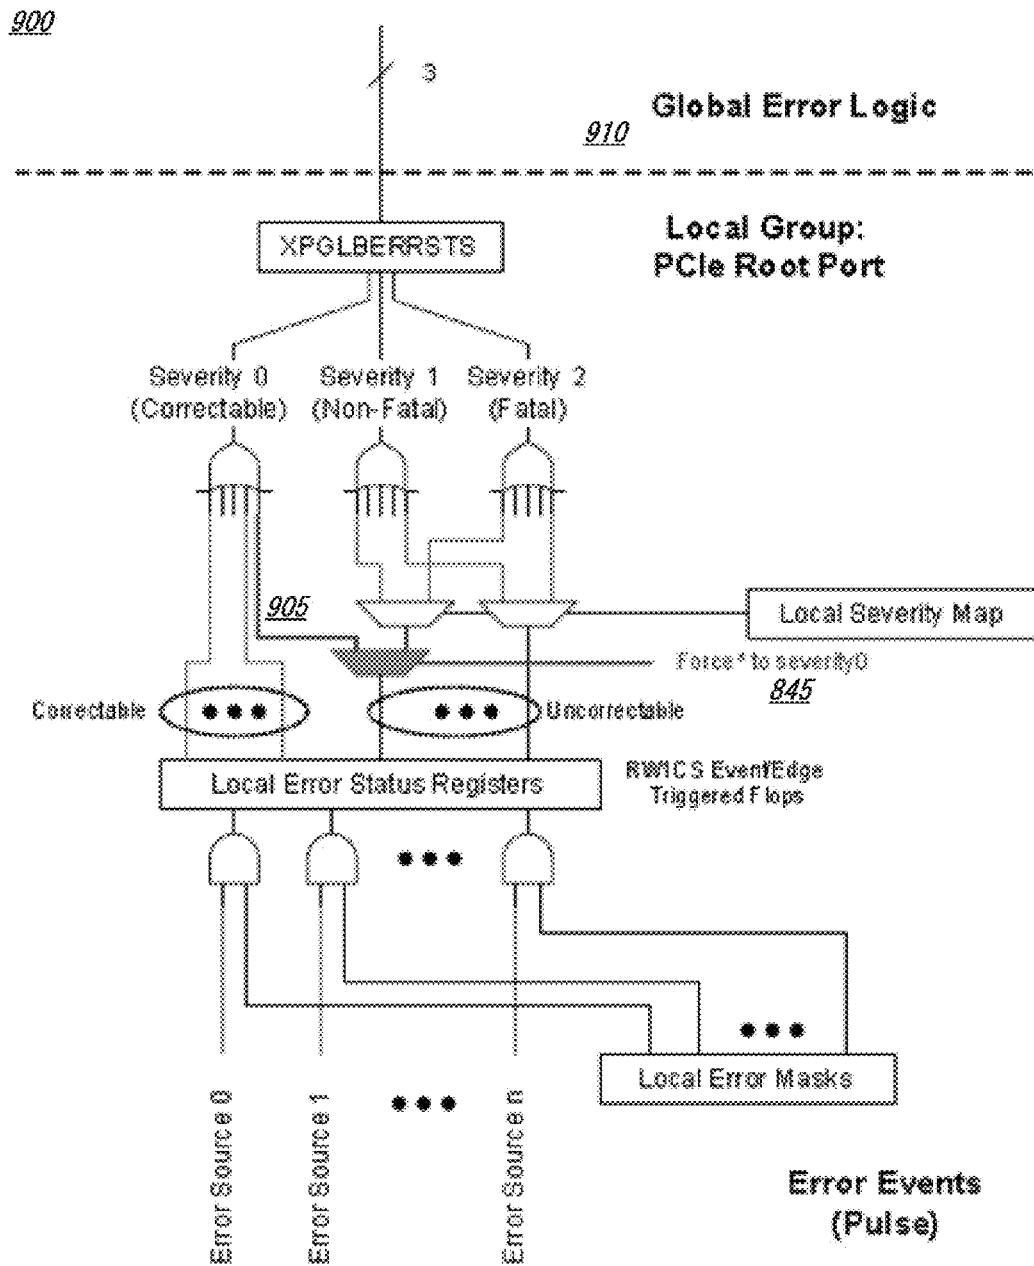 900
3
Global Error Logic
910
Local Group:
PCIe Root Port
XPGLBERRSTS
Severity 0
(Correctable)
Severity 1
(Non-Fatal)
Severity 2
(Fatal)
905
Local Severity Map
Force* to severity0
845
Correctable
Uncorrectable
Local Error Status Registers
RW1CS Event/Edge
Triggered Flops
Local Error Masks
Error Source 0
Error Source 1
Error Source n
Error Events
(Pulse)